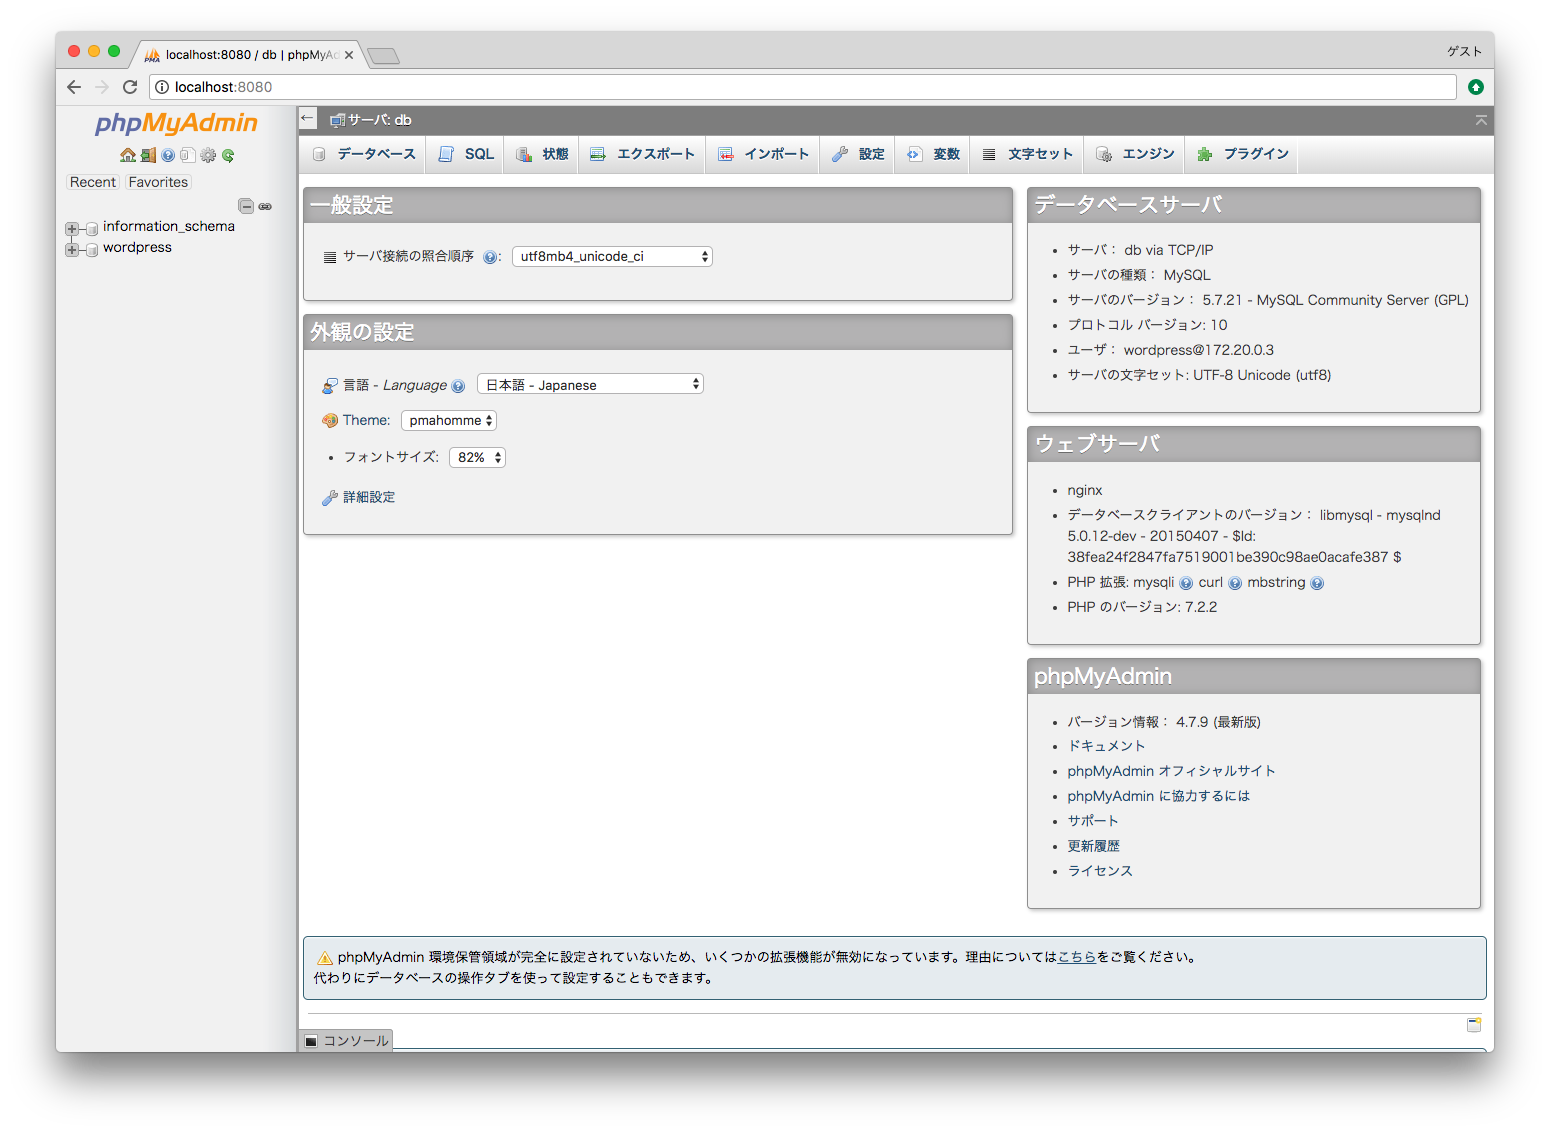 localhost:8080 / db | phpMyAd
ゲスト
localhost:8080
phpMyAdmin
Recent Favorites
information_schema
wordpress
サーバ: db
データベース SQL 状態 エクスポート インポート 設定 変数 文字セット エンジン プラグイン
一般設定
サーバ接続の照合順序 : utf8mb4_unicode_ci
外観の設定
言語 - Language 日本語 - Japanese
Theme: pmahomme
• フォントサイズ: 82%
詳細設定
データベースサーバ
• サーバ： db via TCP/IP
• サーバの種類： MySQL
• サーバのバージョン： 5.7.21 - MySQL Community Server (GPL)
• プロトコル バージョン: 10
• ユーザ： wordpress@172.20.0.3
• サーバの文字セット: UTF-8 Unicode (utf8)
ウェブサーバ
• nginx
• データベースクライアントのバージョン： libmysql - mysqlnd
5.0.12-dev - 20150407 - $Id:
38fea24f2847fa7519001be390c98ae0acafe387 $
• PHP 拡張: mysqli curl mbstring
• PHP のバージョン: 7.2.2
phpMyAdmin
• バージョン情報： 4.7.9 (最新版)
• ドキュメント
• phpMyAdmin オフィシャルサイト
• phpMyAdmin に協力するには
• サポート
• 更新履歴
• ライセンス
phpMyAdmin 環境保管領域が完全に設定されていないため、いくつかの拡張機能が無効になっています。理由についてはこちらをご覧ください。
代わりにデータベースの操作タブを使って設定することもできます。
コンソール